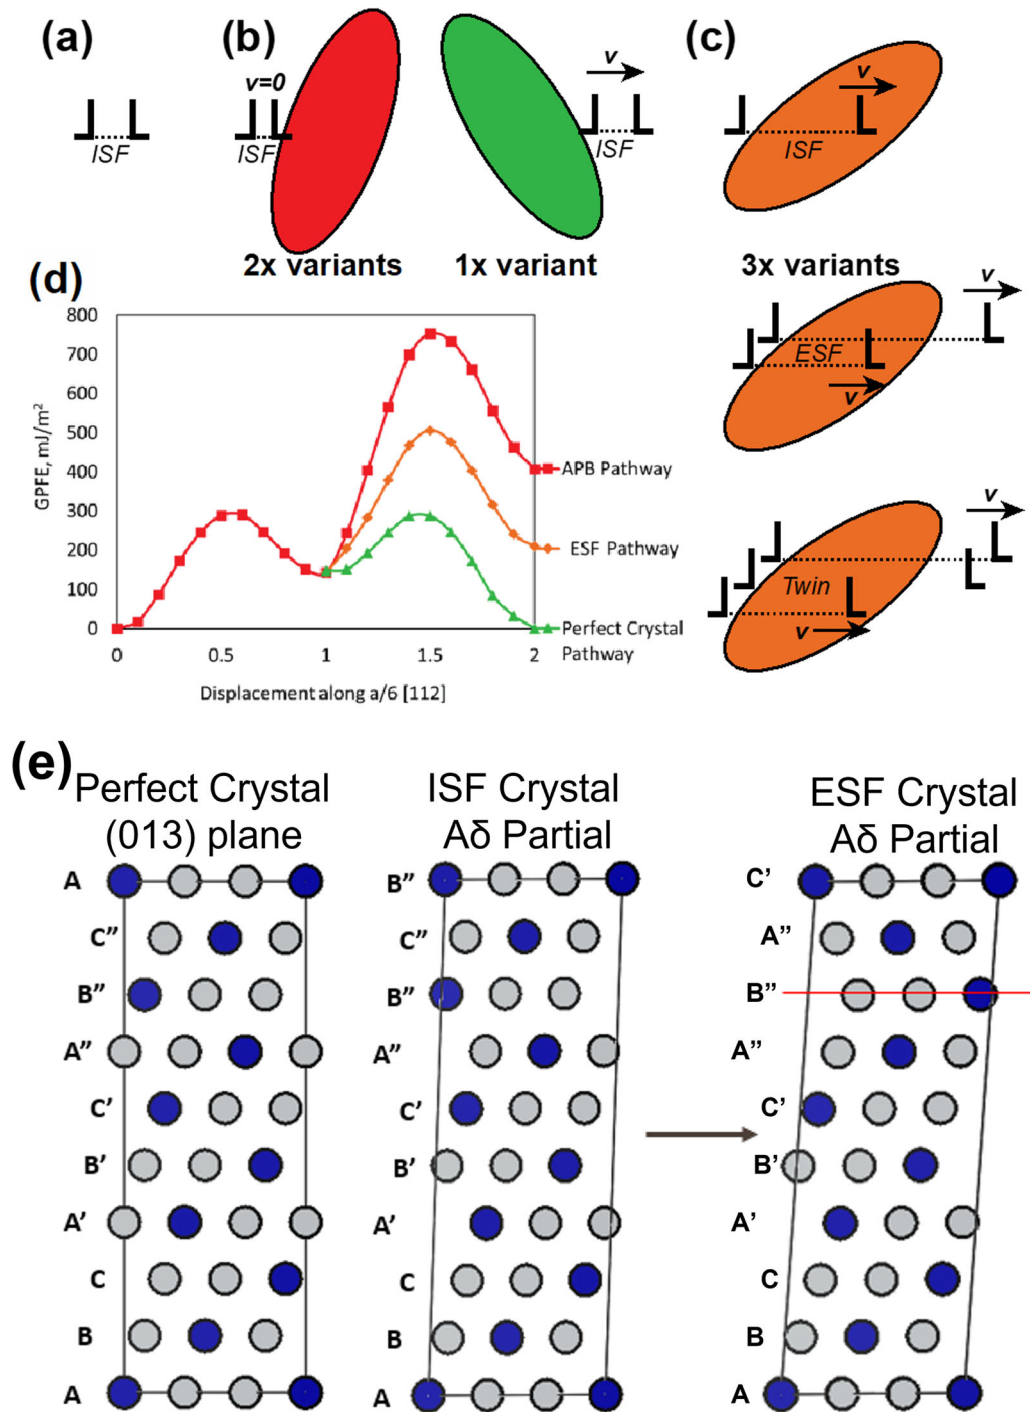 (a)
ISF
(b)
v=0
ISF
2x variants
v
ISF
1x variant
(c)
v
ISF
3x variants
v
ESF
v
v
Twin
v
(d)
800
700
600
500
400
300
200
100
0
GPFE, mJ/m²
0
0.5
1
1.5
2
Displacement along a/6 [112]
APB Pathway
ESF Pathway
Perfect Crystal
Pathway
(e)
Perfect Crystal
(013) plane
A
C”
B”
A”
C’
B’
A’
C
B
A
ISF Crystal
Aδ Partial
B”
C”
B”
A”
C’
B’
A’
C
B
A
ESF Crystal
Aδ Partial
C’
A”
B”
A”
C’
B’
A’
C
B
A